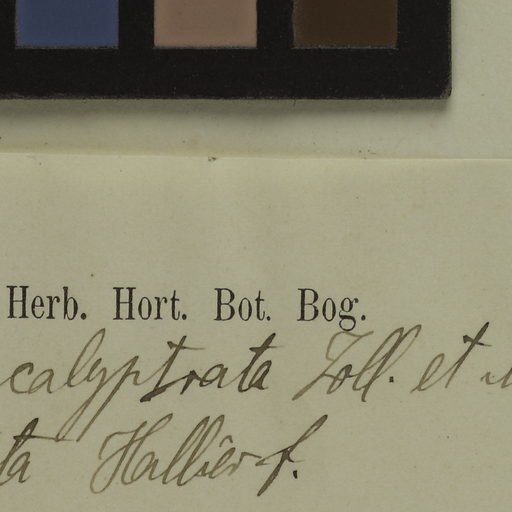 Herb. Hort. Bot. Bog.
calyptrata Zoll. et
ta Hallier f.